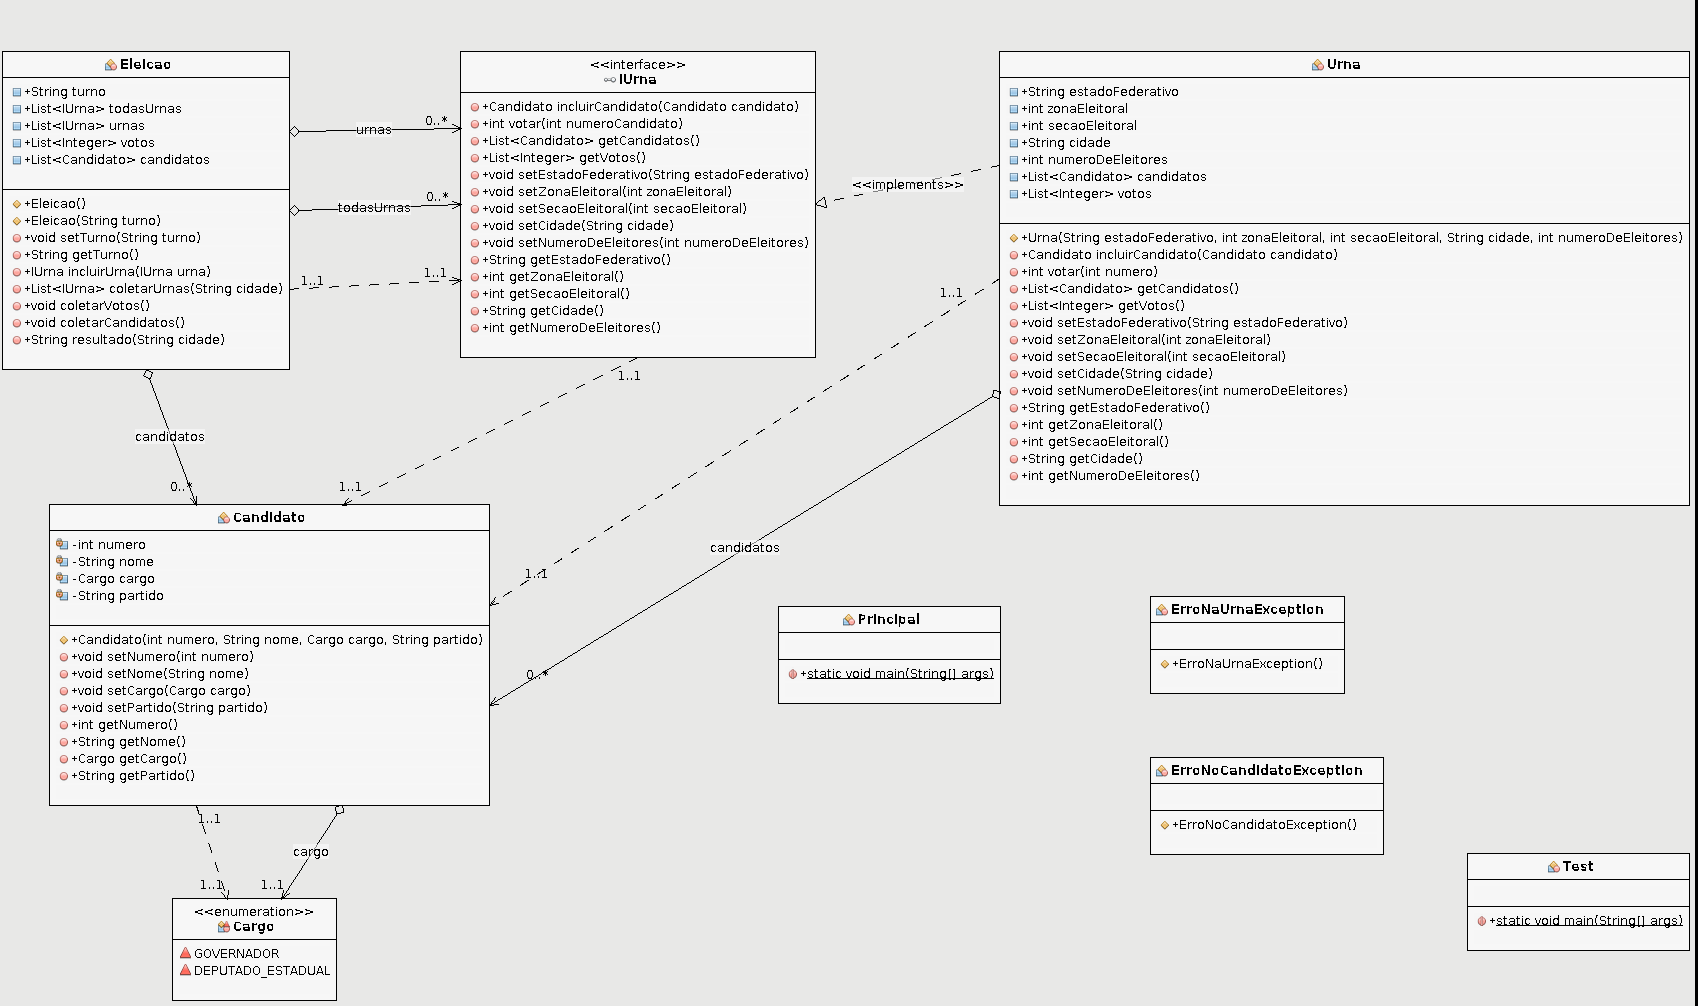 Eleicao
+String turno
+List<IUrna> todasUrnas
+List<IUrna> urnas
+List<Integer> votos
+List<Candidato> candidatos
+Eleicao()
+Eleicao(String turno)
+void setTurno(String turno)
+String getTurno()
+IUrna incluirUrna(IUrna urna)
+List<IUrna> coletarUrnas(String cidade)
+void coletarVotos()
+void coletarCandidatos()
+String resultado(String cidade)
urnas
0..*
todasUrnas
0..*
1..1
1..1
<<interface>>
IUrna
+Candidato incluirCandidato(Candidato candidato)
+int votar(int numeroCandidato)
+List<Candidato> getCandidatos()
+List<Integer> getVotos()
+void setEstadoFederativo(String estadoFederativo)
+void setZonaEleitoral(int zonaEleitoral)
+void setSecaoEleitoral(int secaoEleitoral)
+void setCidade(String cidade)
+void setNumeroDeEleitores(int numeroDeEleitores)
+String getEstadoFederativo()
+int getZonaEleitoral()
+int getSecaoEleitoral()
+String getCidade()
+int getNumeroDeEleitores()
<<implements>>
Urna
+String estadoFederativo
+int zonaEleitoral
+int secaoEleitoral
+String cidade
+int numeroDeEleitores
+List<Candidato> candidatos
+List<Integer> votos
+Urna(String estadoFederativo, int zonaEleitoral, int secaoEleitoral, String cidade, int numeroDeEleitores)
+Candidato incluirCandidato(Candidato candidato)
+int votar(int numero)
+List<Candidato> getCandidatos()
+List<Integer> getVotos()
+void setEstadoFederativo(String estadoFederativo)
+void setZonaEleitoral(int zonaEleitoral)
+void setSecaoEleitoral(int secaoEleitoral)
+void setCidade(String cidade)
+void setNumeroDeEleitores(int numeroDeEleitores)
+String getEstadoFederativo()
+int getZonaEleitoral()
+int getSecaoEleitoral()
+String getCidade()
+int getNumeroDeEleitores()
1..1
1..1
candidatos
0..*
1..1
1..1
candidatos
0..*
Candidato
-int numero
-String nome
-Cargo cargo
-String partido
+Candidato(int numero, String nome, Cargo cargo, String partido)
+void setNumero(int numero)
+void setNome(String nome)
+void setCargo(Cargo cargo)
+void setPartido(String partido)
+int getNumero()
+String getNome()
+Cargo getCargo()
+String getPartido()
Principal
+static void main(String[] args)
ErroNaUrnaException
+ErroNaUrnaException()
ErroNoCandidatoException
+ErroNoCandidatoException()
Test
+static void main(String[] args)
1..1
cargo
1..1
1..1
<<enumeration>>
Cargo
GOVERNADOR
DEPUTADO_ESTADUAL